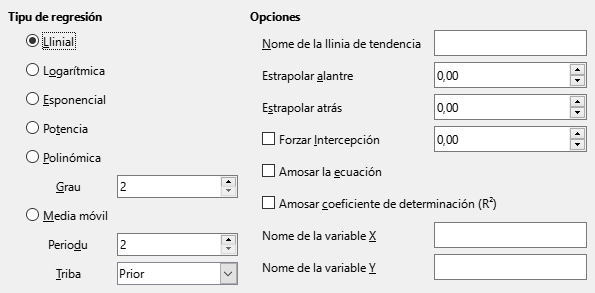 Tipu de regresión
Llinial
Logarítmica
Esponencial
Potencia
Polinómica
Grau 2
Media móvil
Periodu 2
Triba Prior
Opciones
Nome de la llinia de tendencia
Estrapolar alantre 0,00
Estrapolar atrás 0,00
Forzar Intercepción 0,00
Amosar la ecuación
Amosar coeficiente de determinación (R²)
Nome de la variable X
Nome de la variable Y